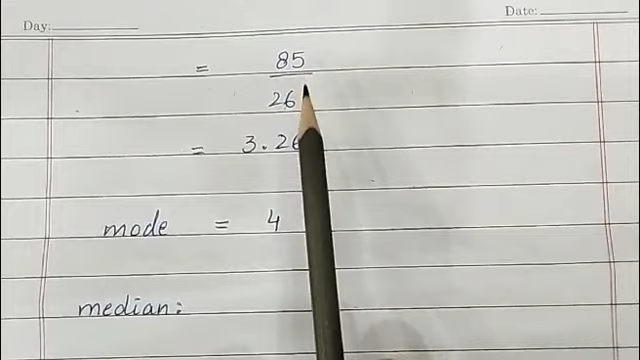 Day: Date:
= 85
26
= 3.26
mode = 4
median: